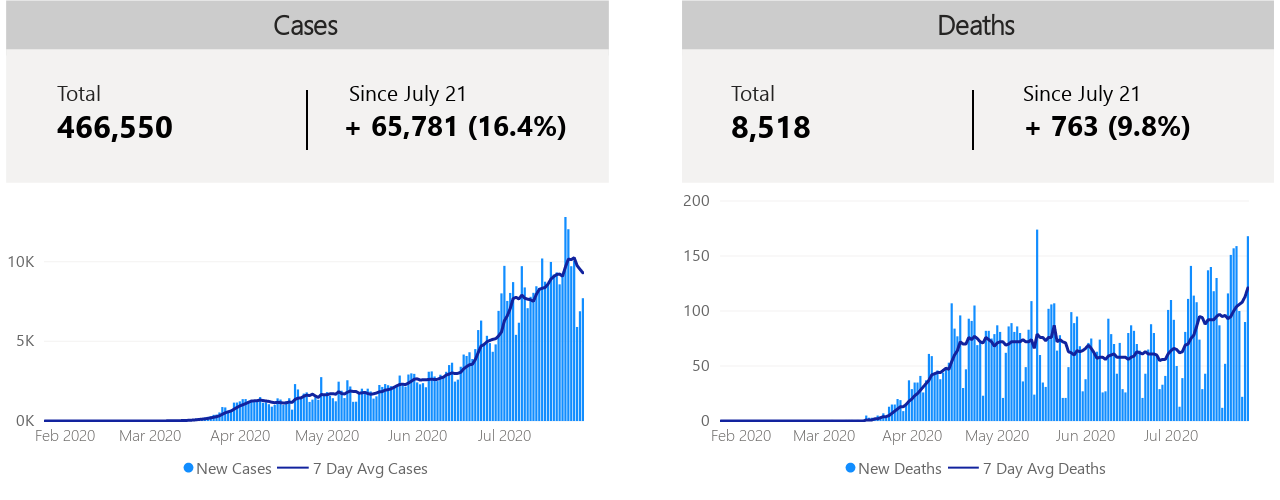 Cases
Total
466,550
Since July 21
+ 65,781 (16.4%)
10K
5K
0K
Feb 2020 Mar 2020 Apr 2020 May 2020 Jun 2020 Jul 2020
New Cases 7 Day Avg Cases
Deaths
Total
8,518
Since July 21
+ 763 (9.8%)
200
150
100
50
0
Feb 2020 Mar 2020 Apr 2020 May 2020 Jun 2020 Jul 2020
New Deaths 7 Day Avg Deaths